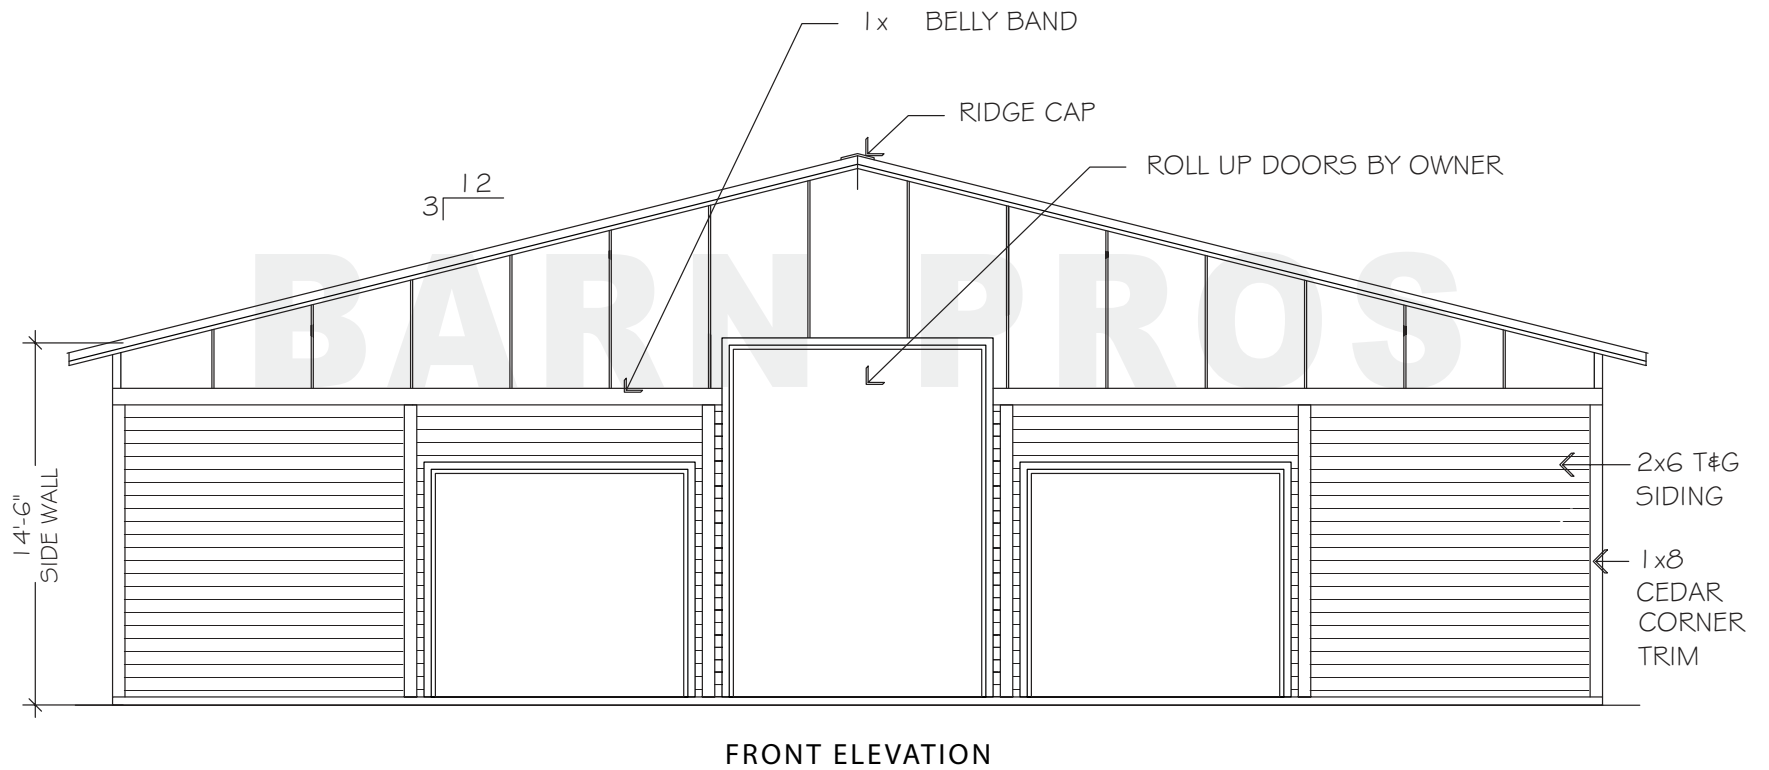 1x BELLY BAND
RIDGE CAP
ROLL UP DOORS BY OWNER
12
3
BARN PROS
14'-6"
SIDE WALL
2x6 T&G
SIDING
1x8
CEDAR
CORNER
TRIM
FRONT ELEVATION